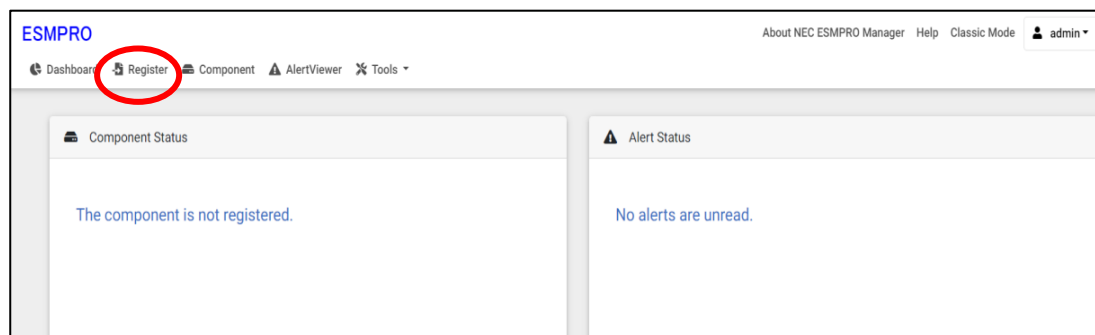 ESMPRO
About NEC ESMPRO Manager Help Classic Mode admin
Dashboard Register Component AlertViewer Tools
Component Status
Alert Status
The component is not registered.
No alerts are unread.